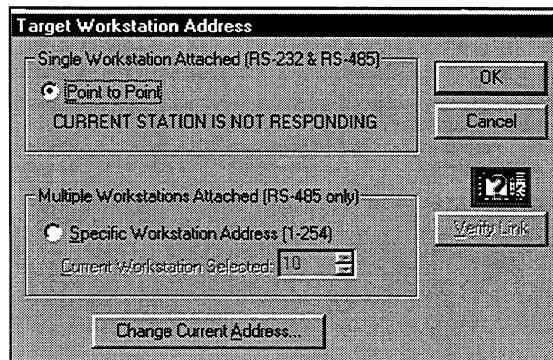 Target Workstation Address
Single Workstation Attached (RS-232 & RS-485)
Point to Point
CURRENT STATION IS NOT RESPONDING
OK
Cancel
Multiple Workstations Attached (RS-485 only)
Specific Workstation Address (1-254)
Current Workstation Selected: 10
Verify Link
Change Current Address...